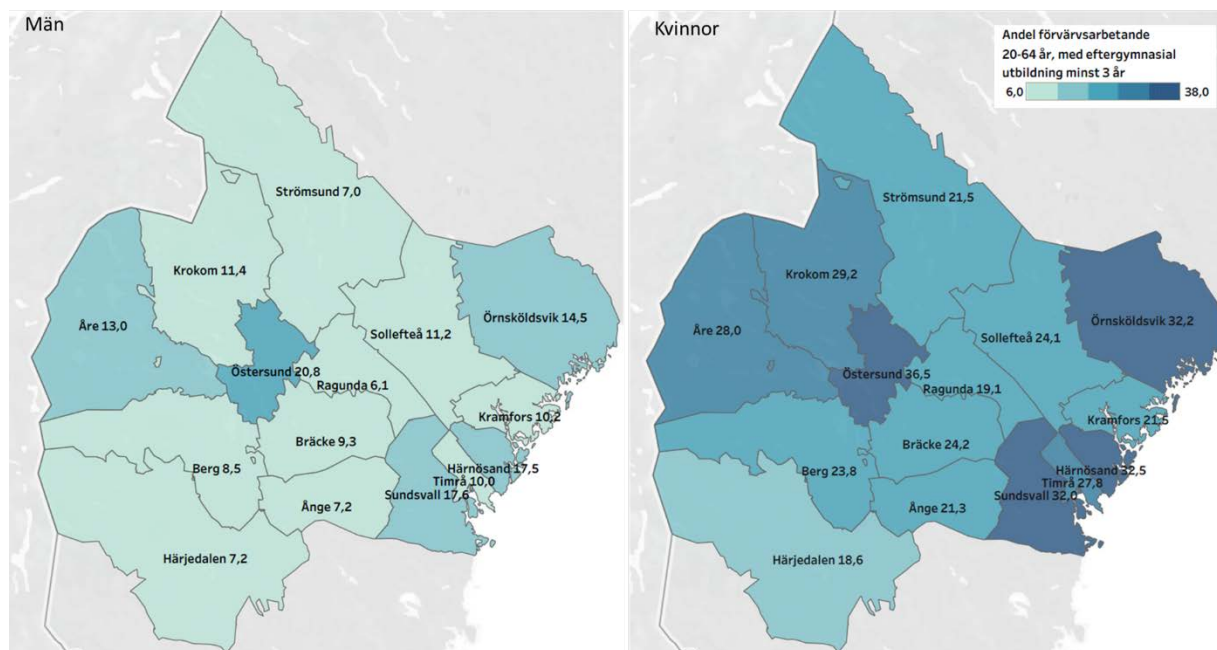 Män
Strömsund 7,0
Krokom 11,4
Åre 13,0
Sollefteå 11,2
Örnsköldsvik 14,5
Östersund 20,8
Ragunda 6,1
Kramfors 10,2
Bräcke 9,3
Berg 8,5
Härnösand 17,5
Timrå 10,0
Sundsvall 17,6
Ånge 7,2
Härjedalen 7,2
Kvinnor
Andel förvärvsarbetande
20-64 år, med eftergymnasial
utbildning minst 3 år
6,0 38,0
Strömsund 21,5
Krokom 29,2
Åre 28,0
Sollefteå 24,1
Örnsköldsvik 32,2
Östersund 36,5
Ragunda 19,1
Kramfors 21,5
Bräcke 24,2
Berg 23,8
Härnösand 32,5
Timrå 27,8
Sundsvall 32,0
Ånge 21,3
Härjedalen 18,6